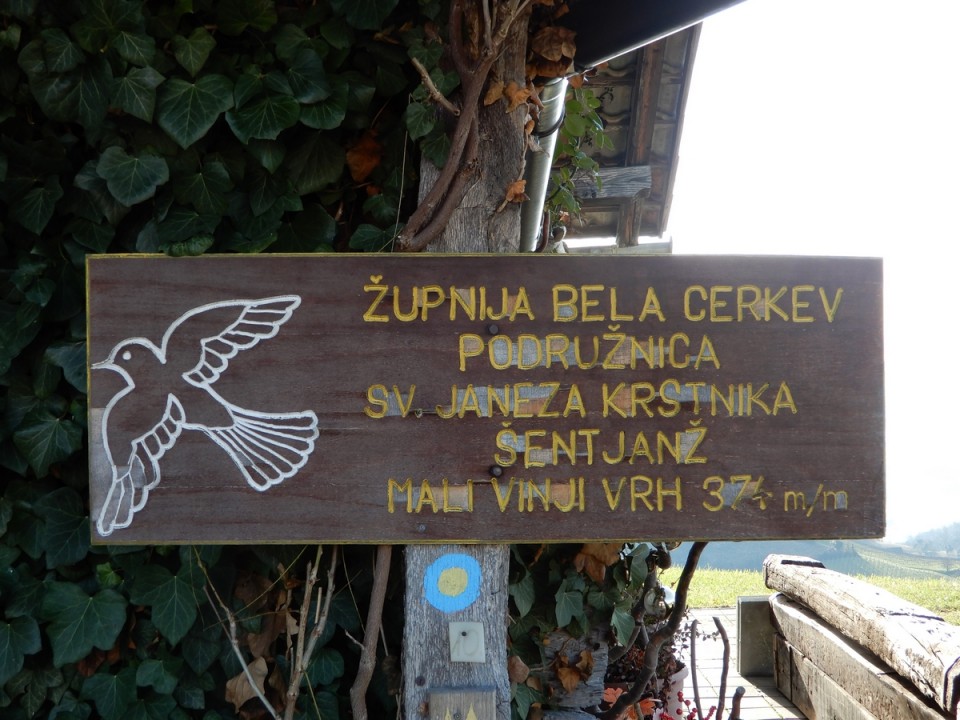 ŽUPNIJA BELA CERKEV
PODRUŽNICA
SV. JANEZA KRSTNIKA
ŠENTJANŽ
MALI VINJI VRH 374 m/m